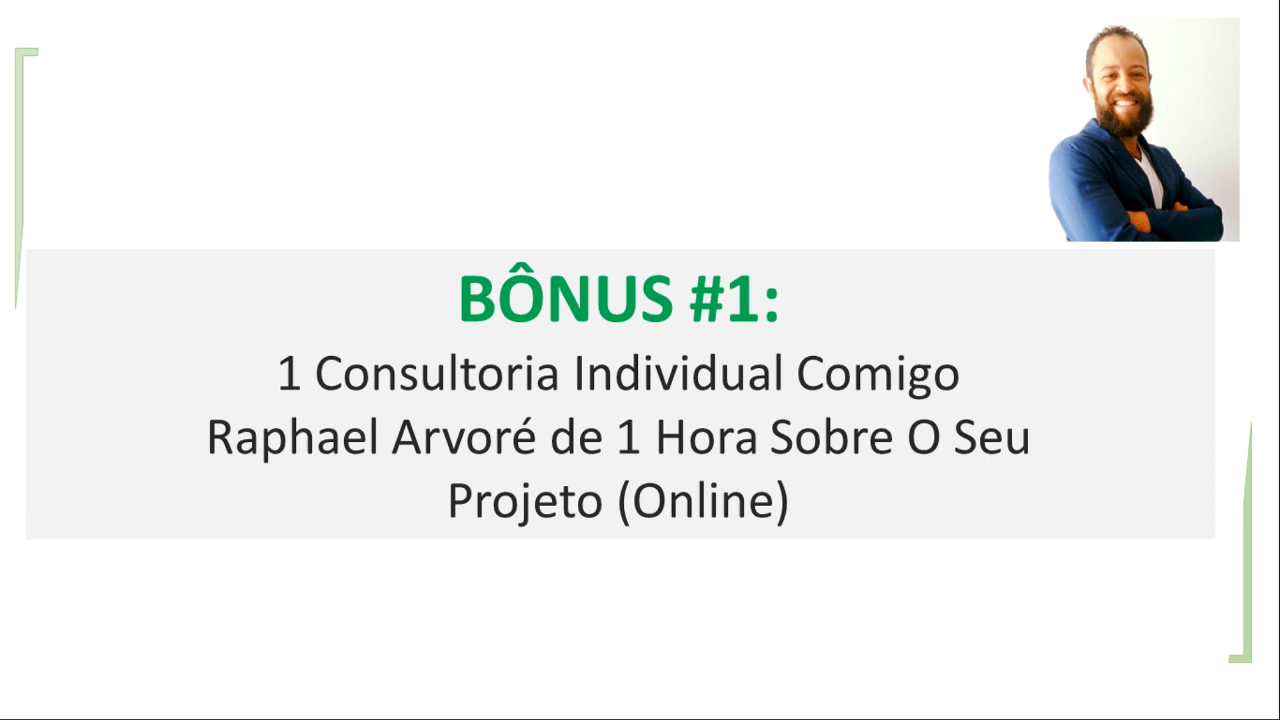 BÔNUS #1:
1 Consultoria Individual Comigo
Raphael Arvoré de 1 Hora Sobre O Seu
Projeto (Online)